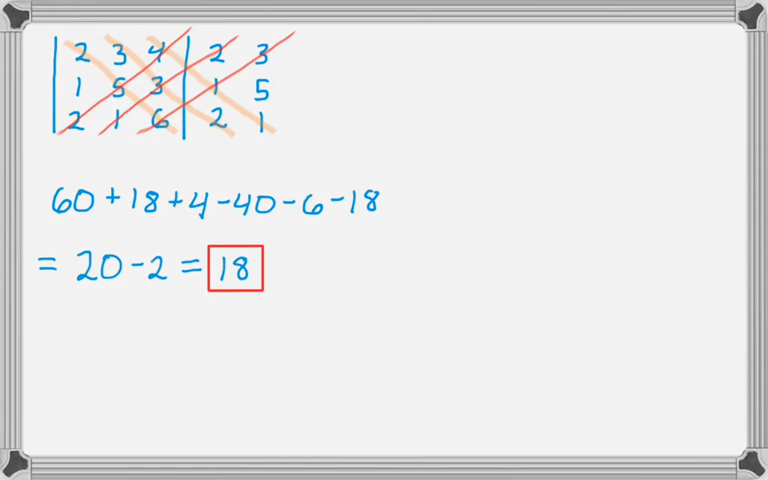 | 2 3 4 | 2 3
| 1 5 3 | 1 5
| 2 1 6 | 2 1
60 + 18 + 4 - 40 - 6 - 18
= 20 - 2 = 18